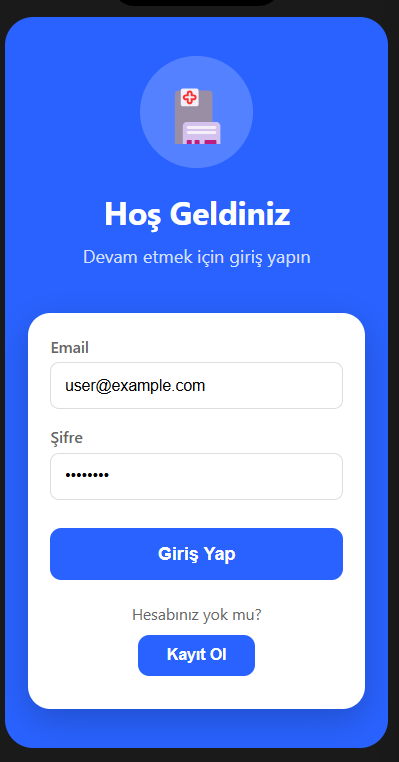 Hoş Geldiniz
Devam etmek için giriş yapın
Email
user@example.com
Şifre
••••••••
Giriş Yap
Hesabınız yok mu?
Kayıt Ol